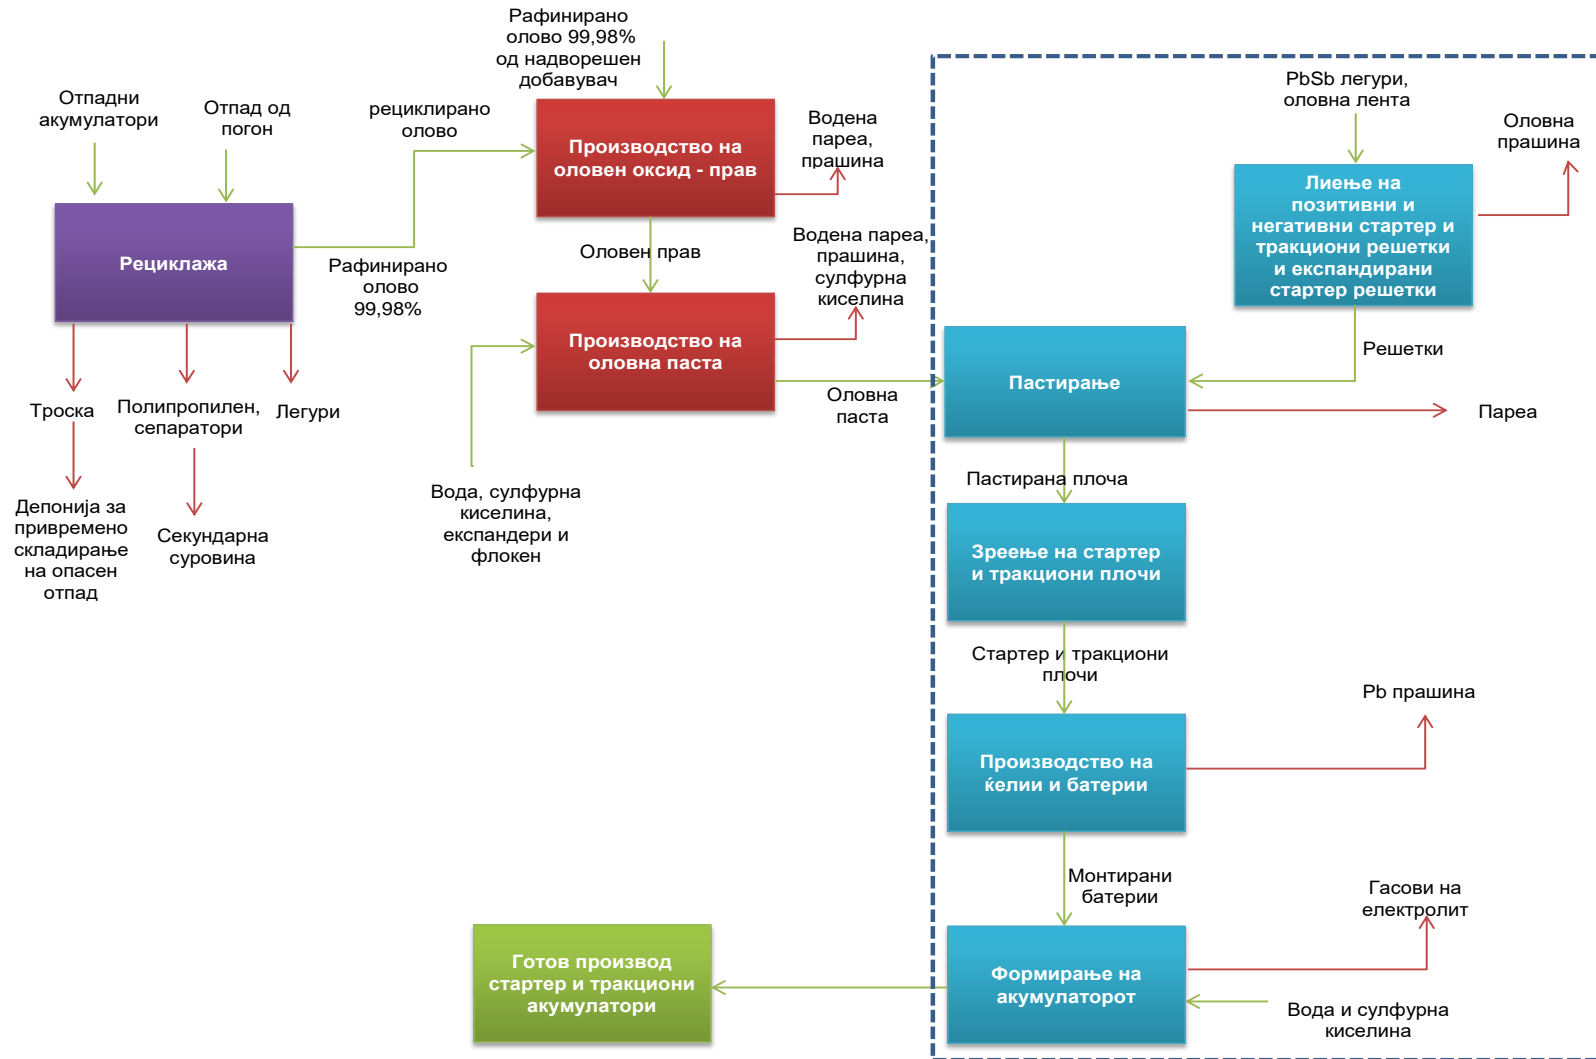 Рафинирано
олово 99,98%
од надворешен
добавувач
Отпадни
акумулатори
Отпад од
погон
рециклирано
олово
Производство на
оловен оксид - прав
Водена
пареа,
прашина
PbSb легури,
оловна лента
Оловна
прашина
Лиење на
позитивни и
негативни стартер и
тракциони решетки
и експандирани
стартер решетки
Рециклажа
Рафинирано
олово
99,98%
Оловен прав
Водена пареа,
прашина,
сулфурна
киселина
Производство на
оловна паста
Оловна
паста
Пастирање
Решетки
Пареа
Троска
Полипропилен,
сепаратори
Легури
Депонија за
привремено
складирање
на опасен
отпад
Секундарна
суровина
Вода, сулфурна
киселина,
експандери и
флокен
Пастирана плоча
Зреење на стартер
и тракциони плочи
Стартер и тракциони
плочи
Pb прашина
Производство на
ќелии и батерии
Монтирани
батерии
Гасови на
електролит
Готов производ
стартер и тракциони
акумулатори
Формирање на
акумулаторот
Вода и сулфурна
киселина